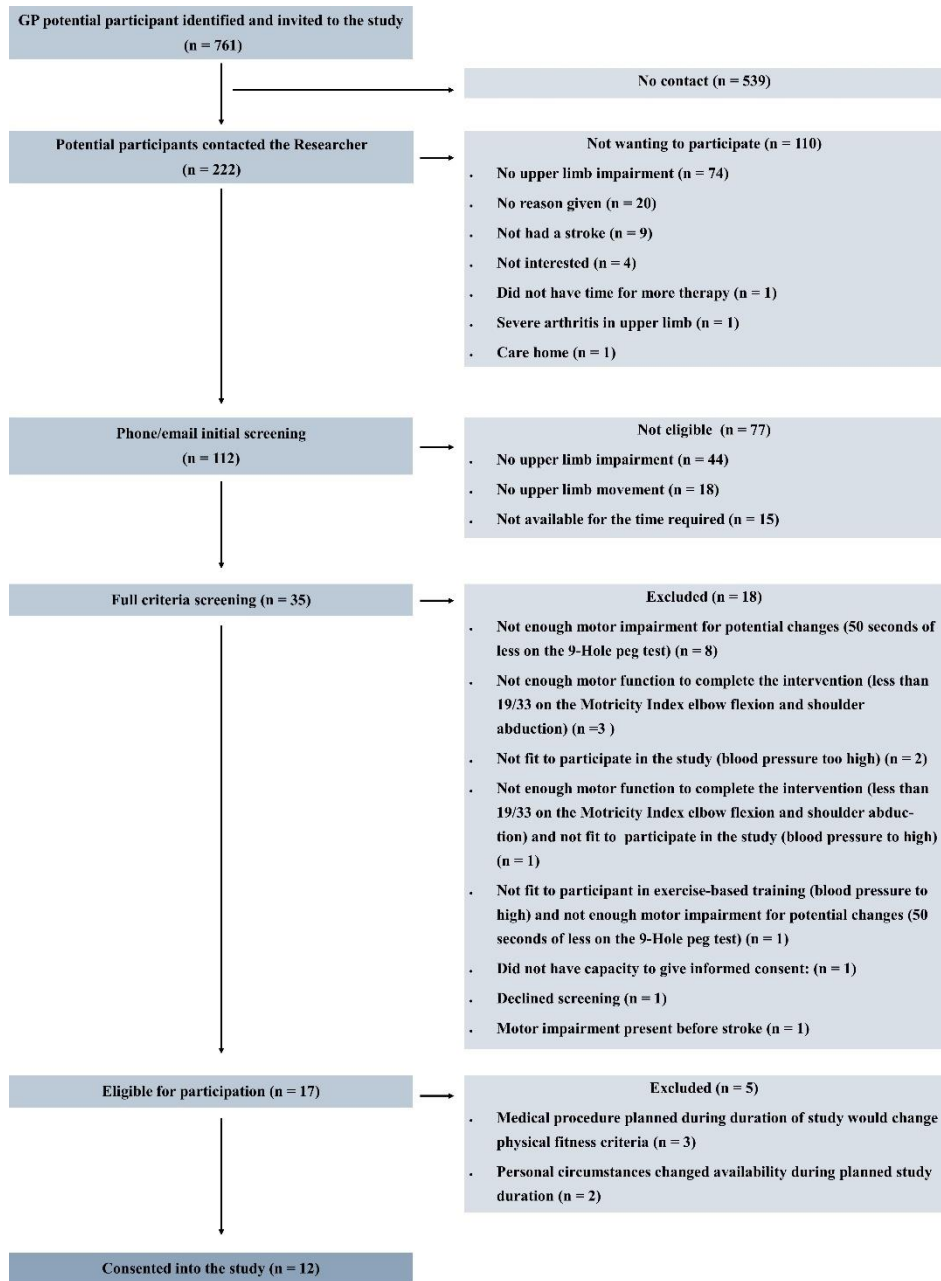 GP potential participant identified and invited to the study
(n = 761)
No contact (n = 539)
Potential participants contacted the Researcher
(n = 222)
Not wanting to participate (n = 110)
. No upper limb impairment (n = 74)
. No reason given (n = 20)
. Not had a stroke (n = 9)
. Not interested (n = 4)
. Did not have time for more therapy (n = 1)
. Severe arthritis in upper limb (n = 1)
. Care home (n = 1)
Phone/email initial screening
(n = 112)
Not eligible (n = 77)
. No upper limb impairment (n = 44)
. No upper limb movement (n = 18)
. Not available for the time required (n = 15)
Full criteria screening (n = 35)
Excluded (n = 18)
. Not enough motor impairment for potential changes (50 seconds of
less on the 9-Hole peg test) (n = 8)
. Not enough motor function to complete the intervention (less than
19/33 on the Motricity Index elbow flexion and shoulder
abduction) (n =3 )
. Not fit to participate in the study (blood pressure too high) (n = 2)
. Not enough motor function to complete the intervention (less than
19/33 on the Motricity Index elbow flexion and shoulder abduc-
tion) and not fit to participate in the study (blood pressure to high)
(n = 1)
. Not fit to participant in exercise-based training (blood pressure to
high) and not enough motor impairment for potential changes (50
seconds of less on the 9-Hole peg test) (n = 1)
. Did not have capacity to give informed consent: (n = 1)
. Declined screening (n = 1)
. Motor impairment present before stroke (n = 1)
Eligible for participation (n = 17)
Excluded (n = 5)
. Medical procedure planned during duration of study would change
physical fitness criteria (n = 3)
. Personal circumstances changed availability during planned study
duration (n = 2)
Consented into the study (n = 12)